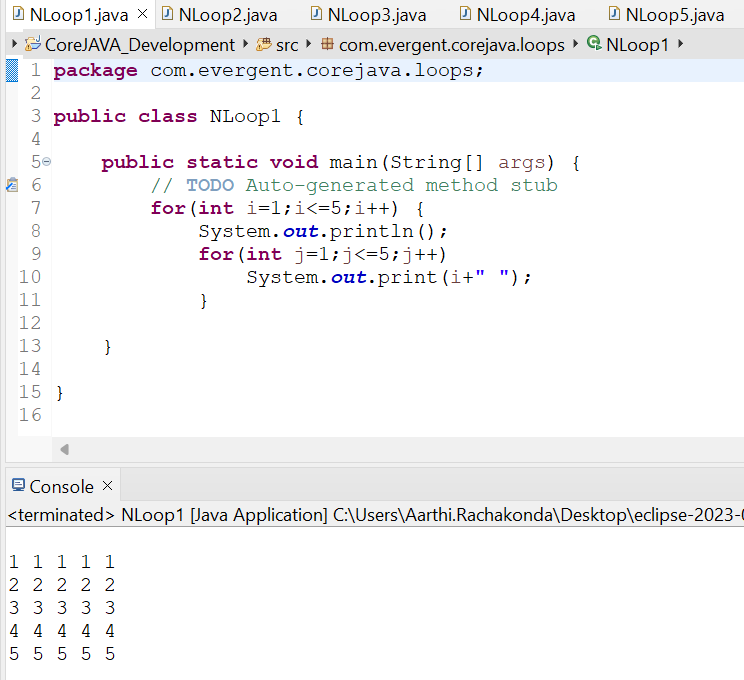 NLoop1.java NLoop2.java NLoop3.java NLoop4.java NLoop5.java
CoreJAVA_Development src com.evergent.corejava.loops NLoop1
1 package com.evergent.corejava.loops;
2
3 public class NLoop1 {
4
5 public static void main(String[] args) {
6 // TODO Auto-generated method stub
7 for(int i=1;i<=5;i++) {
8 System.out.println();
9 for(int j=1;j<=5;j++)
10 System.out.print(i+" ");
11 }
12
13 }
14
15 }
16
Console
<terminated> NLoop1 [Java Application] C:\Users\Aarthi.Rachakonda\Desktop\eclipse-2023-
1 1 1 1 1
2 2 2 2 2
3 3 3 3 3
4 4 4 4 4
5 5 5 5 5